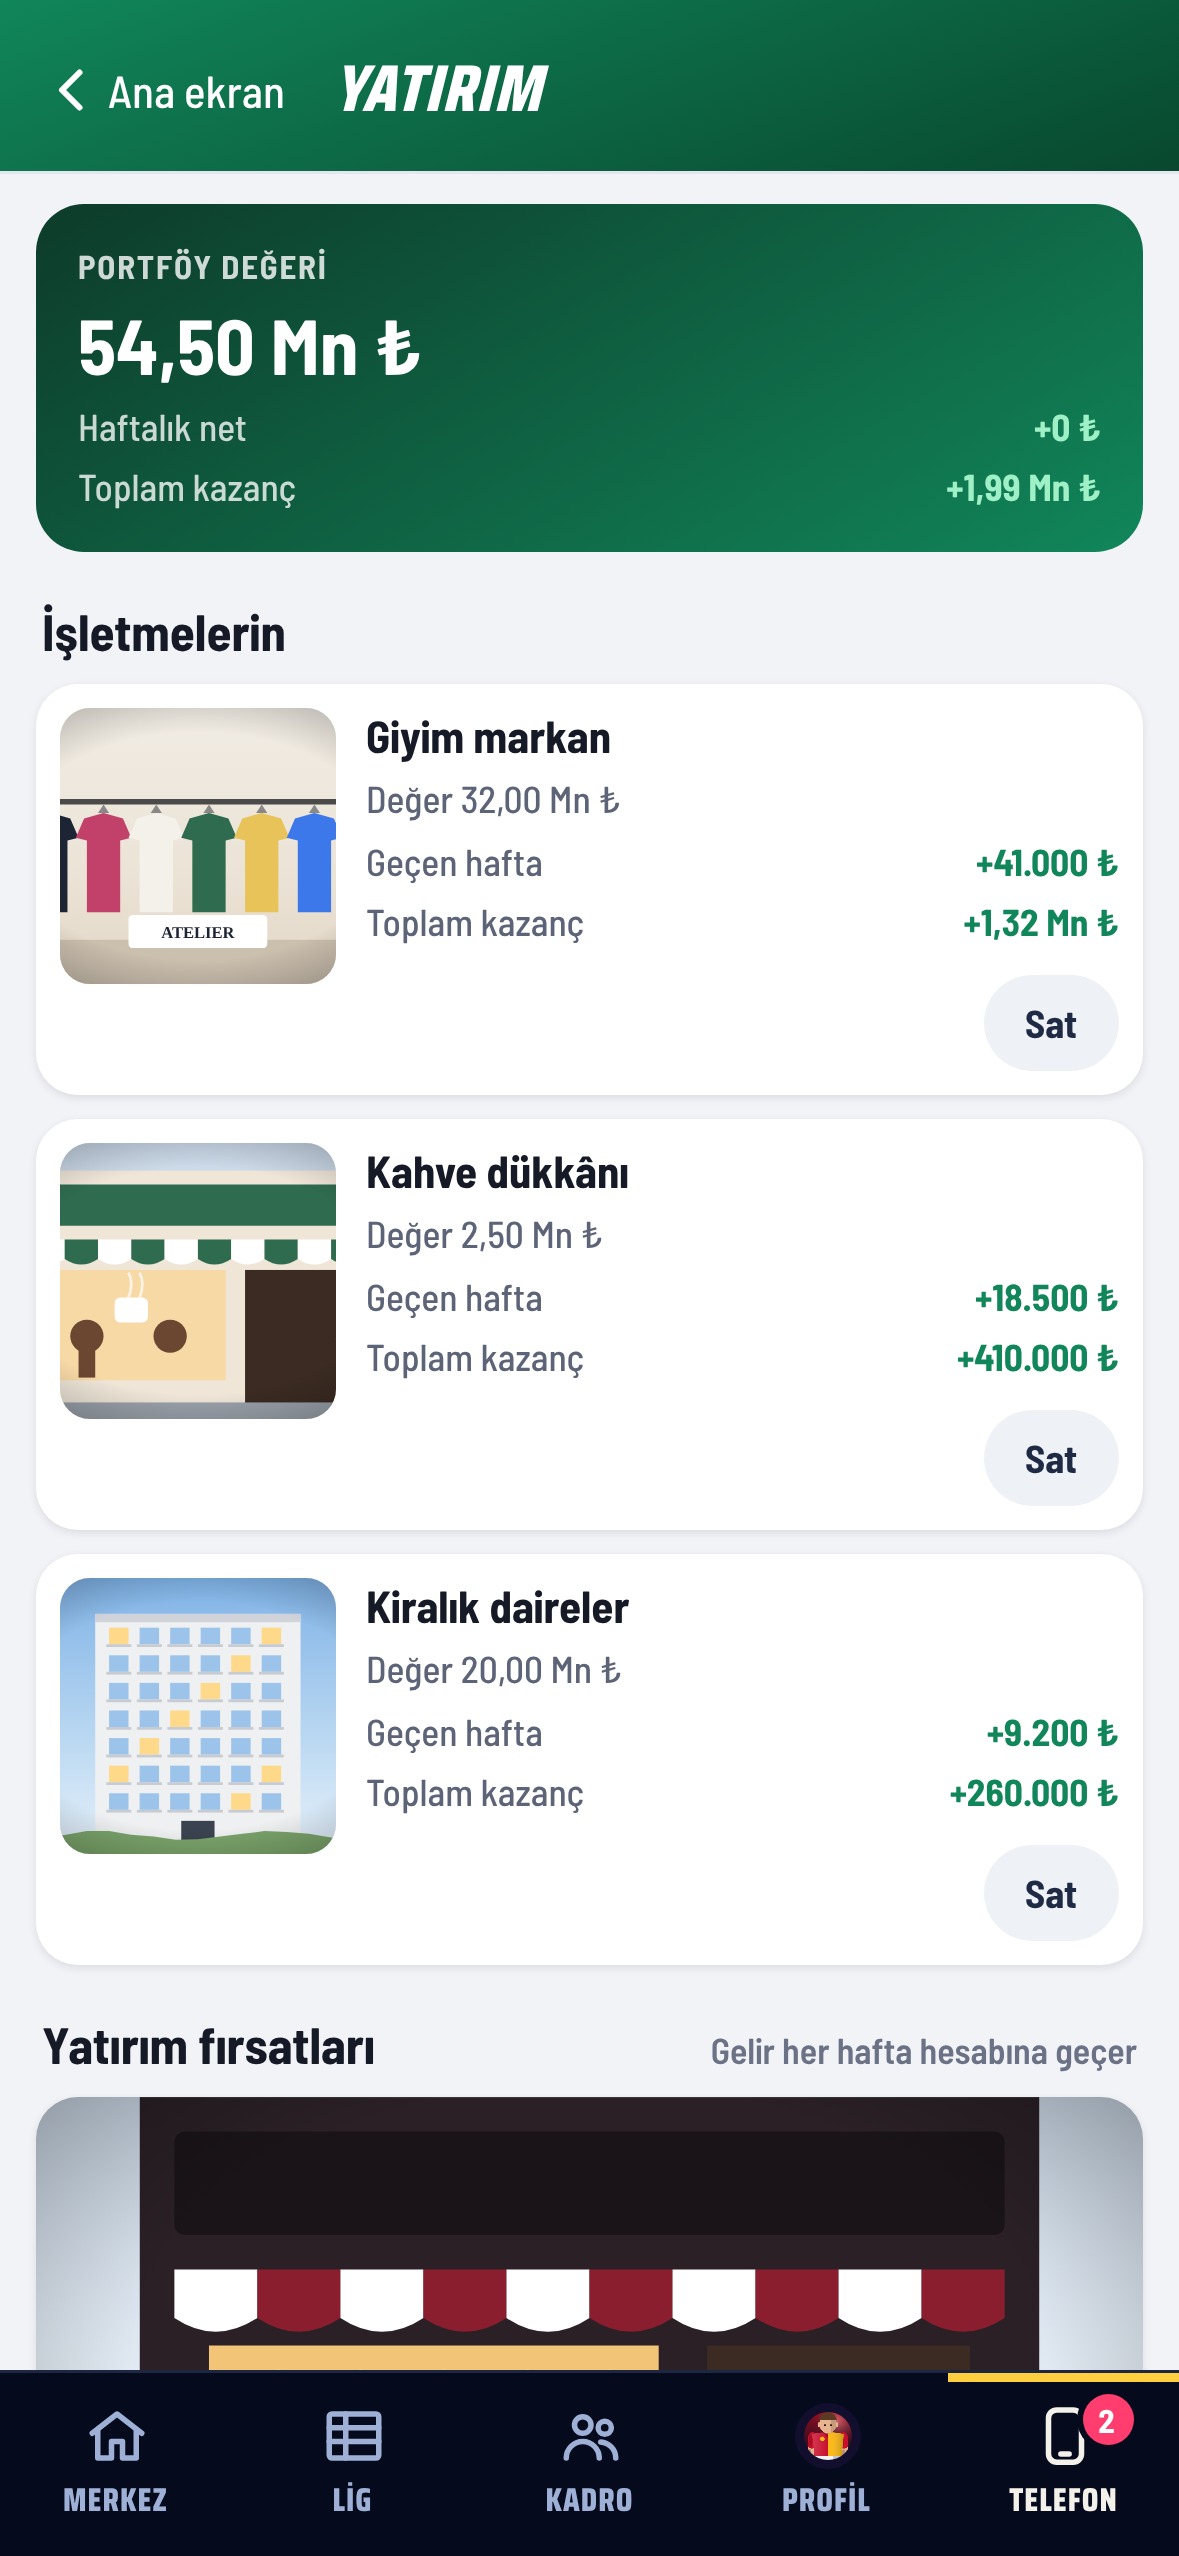 Ana ekran
YATIRIM
PORTFÖY DEĞERİ
54,50 Mn ₺
Haftalık net +0 ₺
Toplam kazanç +1,99 Mn ₺
İşletmelerin
Giyim markan
Değer 32,00 Mn ₺
Geçen hafta +41.000 ₺
Toplam kazanç +1,32 Mn ₺
ATELIER
Sat
Kahve dükkânı
Değer 2,50 Mn ₺
Geçen hafta +18.500 ₺
Toplam kazanç +410.000 ₺
Sat
Kiralık daireler
Değer 20,00 Mn ₺
Geçen hafta +9.200 ₺
Toplam kazanç +260.000 ₺
Sat
Yatırım fırsatları
Gelir her hafta hesabına geçer
2
MERKEZ
LİG
KADRO
PROFİL
TELEFON